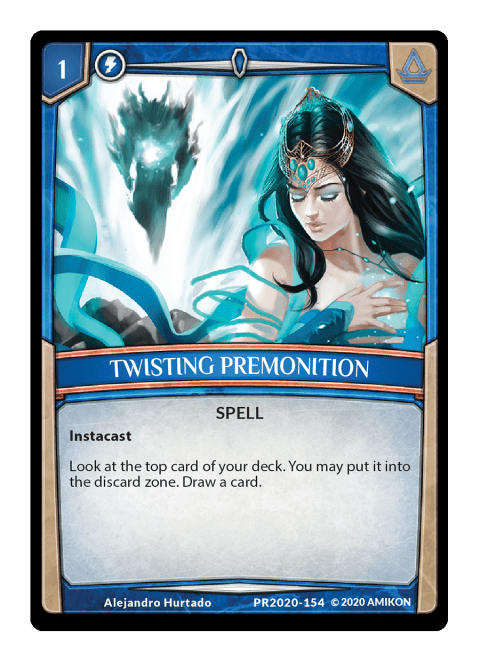 1
TWISTING PREMONITION
SPELL
Instacast
Look at the top card of your deck. You may put it into
the discard zone. Draw a card.
Alejandro Hurtado PR2020-154 © 2020 AMIKON